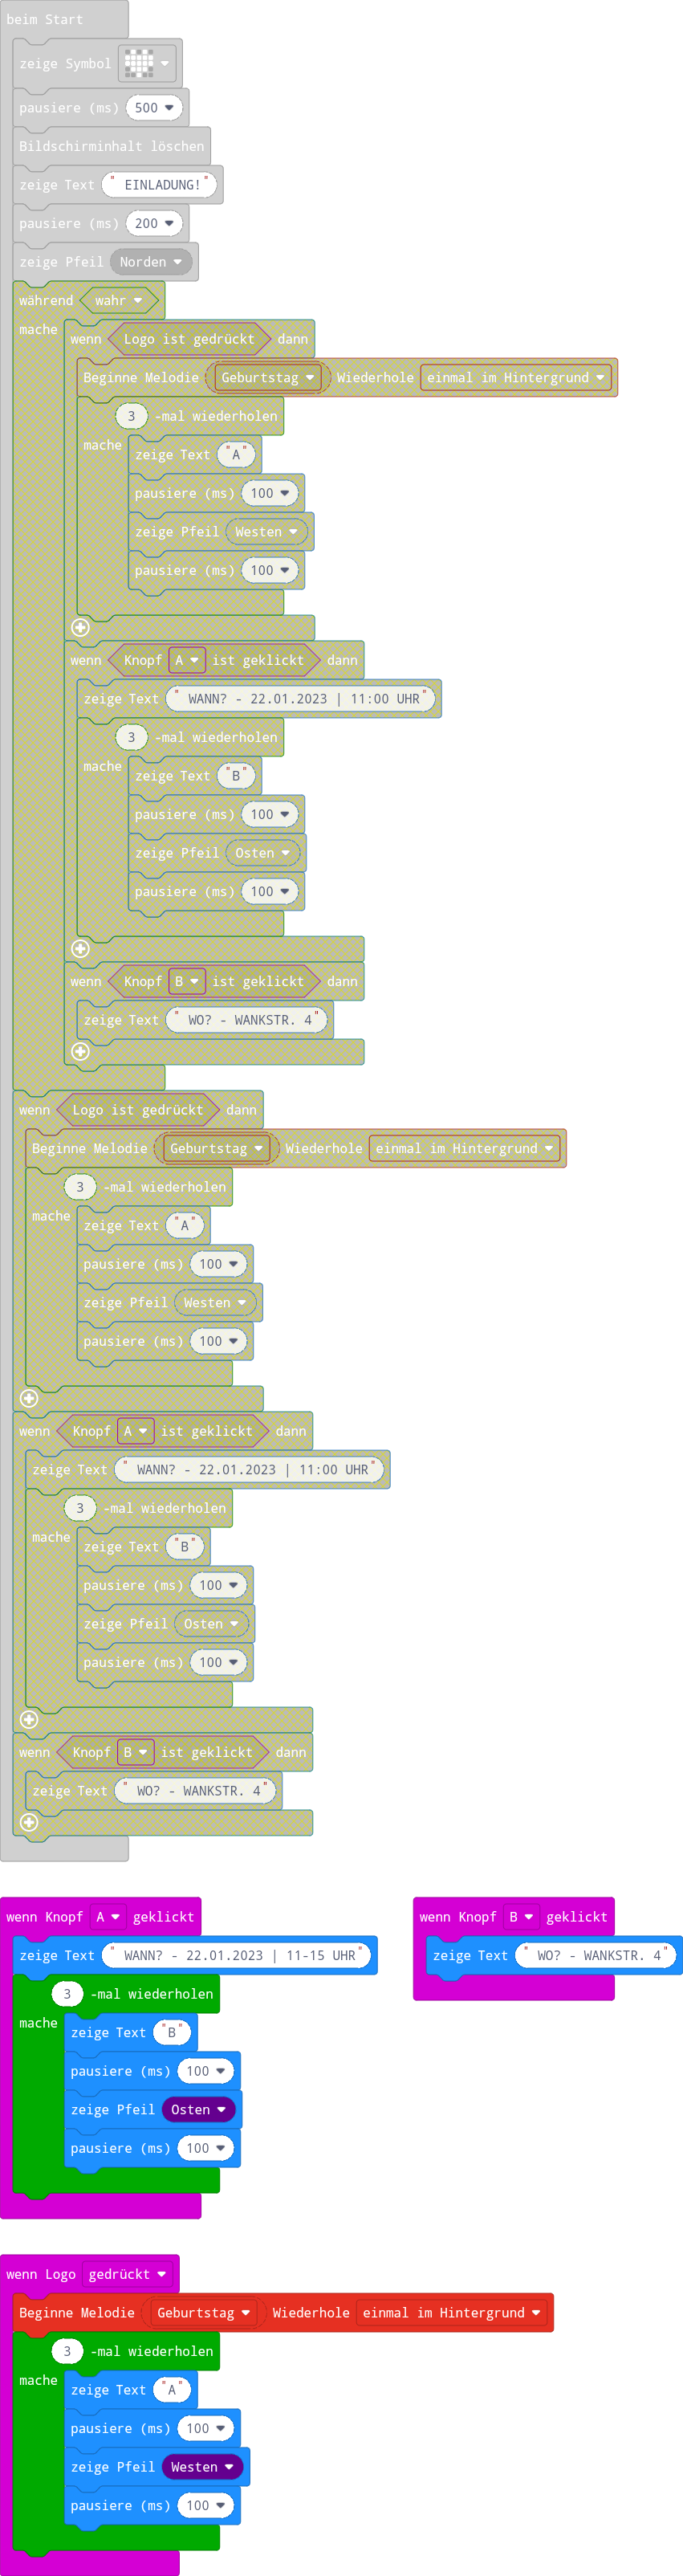 beim Start
zeige Symbol
pausiere (ms) 500
Bildschirminhalt löschen
zeige Text " EINLADUNG!"
pausiere (ms) 200
zeige Pfeil Norden
während wahr
mache
wenn Logo ist gedrückt dann
Beginne Melodie Geburtstag Wiederhole einmal im Hintergrund
3 -mal wiederholen
mache
zeige Text "A"
pausiere (ms) 100
zeige Pfeil Westen
pausiere (ms) 100
wenn Knopf A ist geklickt dann
zeige Text " WANN? - 22.01.2023 | 11:00 UHR"
3 -mal wiederholen
mache
zeige Text "B"
pausiere (ms) 100
zeige Pfeil Osten
pausiere (ms) 100
wenn Knopf B ist geklickt dann
zeige Text " WO? - WANKSTR. 4"
wenn Logo ist gedrückt dann
Beginne Melodie Geburtstag Wiederhole einmal im Hintergrund
3 -mal wiederholen
mache
zeige Text "A"
pausiere (ms) 100
zeige Pfeil Westen
pausiere (ms) 100
wenn Knopf A ist geklickt dann
zeige Text " WANN? - 22.01.2023 | 11:00 UHR"
3 -mal wiederholen
mache
zeige Text "B"
pausiere (ms) 100
zeige Pfeil Osten
pausiere (ms) 100
wenn Knopf B ist geklickt dann
zeige Text " WO? - WANKSTR. 4"
wenn Knopf A geklickt
zeige Text " WANN? - 22.01.2023 | 11-15 UHR"
3 -mal wiederholen
mache
zeige Text "B"
pausiere (ms) 100
zeige Pfeil Osten
pausiere (ms) 100
wenn Knopf B geklickt
zeige Text " WO? - WANKSTR. 4"
wenn Logo gedrückt
Beginne Melodie Geburtstag Wiederhole einmal im Hintergrund
3 -mal wiederholen
mache
zeige Text "A"
pausiere (ms) 100
zeige Pfeil Westen
pausiere (ms) 100